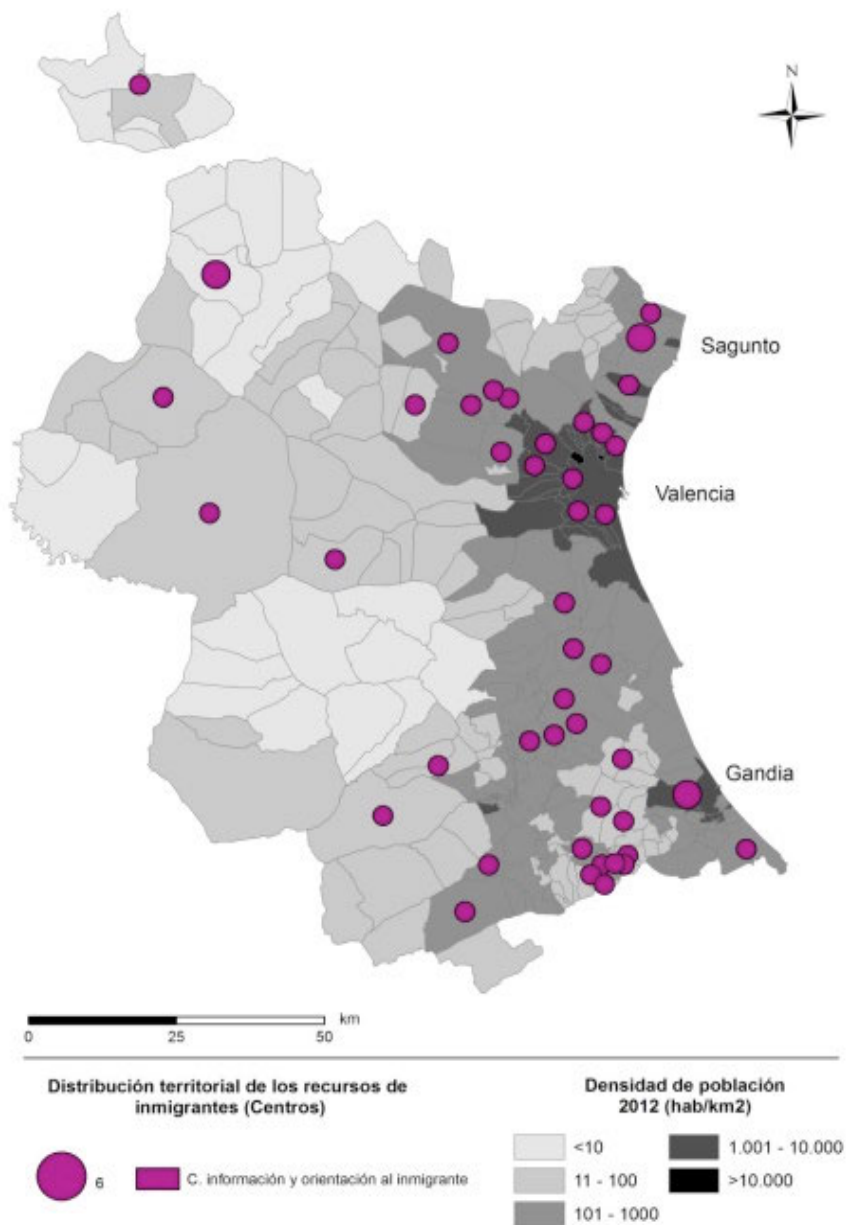 N
Sagunto
Valencia
Gandia
km
0 25 50
Distribución territorial de los recursos de
inmigrantes (Centros)
6
C. información y orientación al inmigrante
Densidad de población
2012 (hab/km2)
<10
11 - 100
101 - 1000
1.001 - 10.000
>10.000